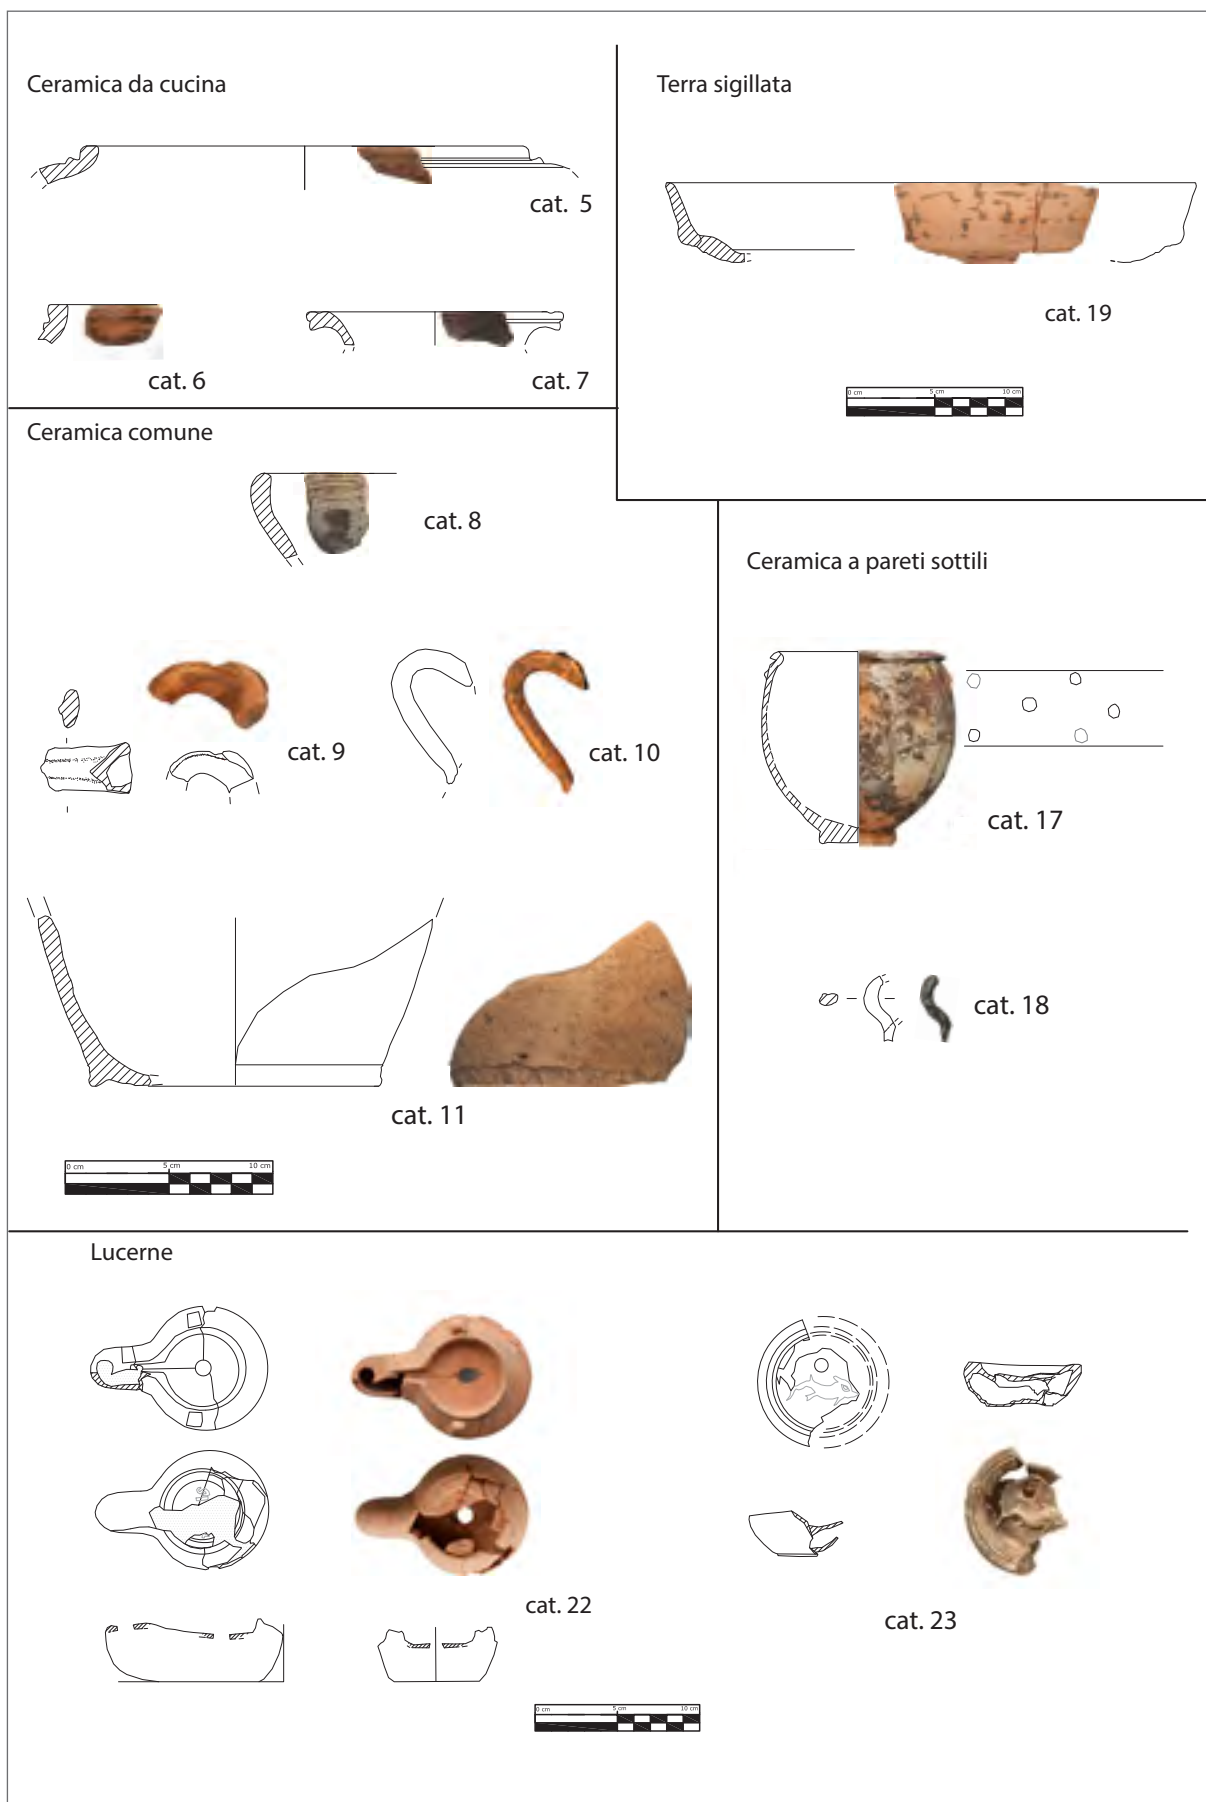 Ceramica da cucina
cat. 5
cat. 6
cat. 7
Terra sigillata
cat. 19
0 cm 5 cm 10 cm
Ceramica comune
cat. 8
cat. 9
cat. 10
cat. 11
0 cm 5 cm 10 cm
Ceramica a pareti sottili
cat. 17
cat. 18
Lucerne
cat. 22
cat. 23
0 cm 5 cm 10 cm